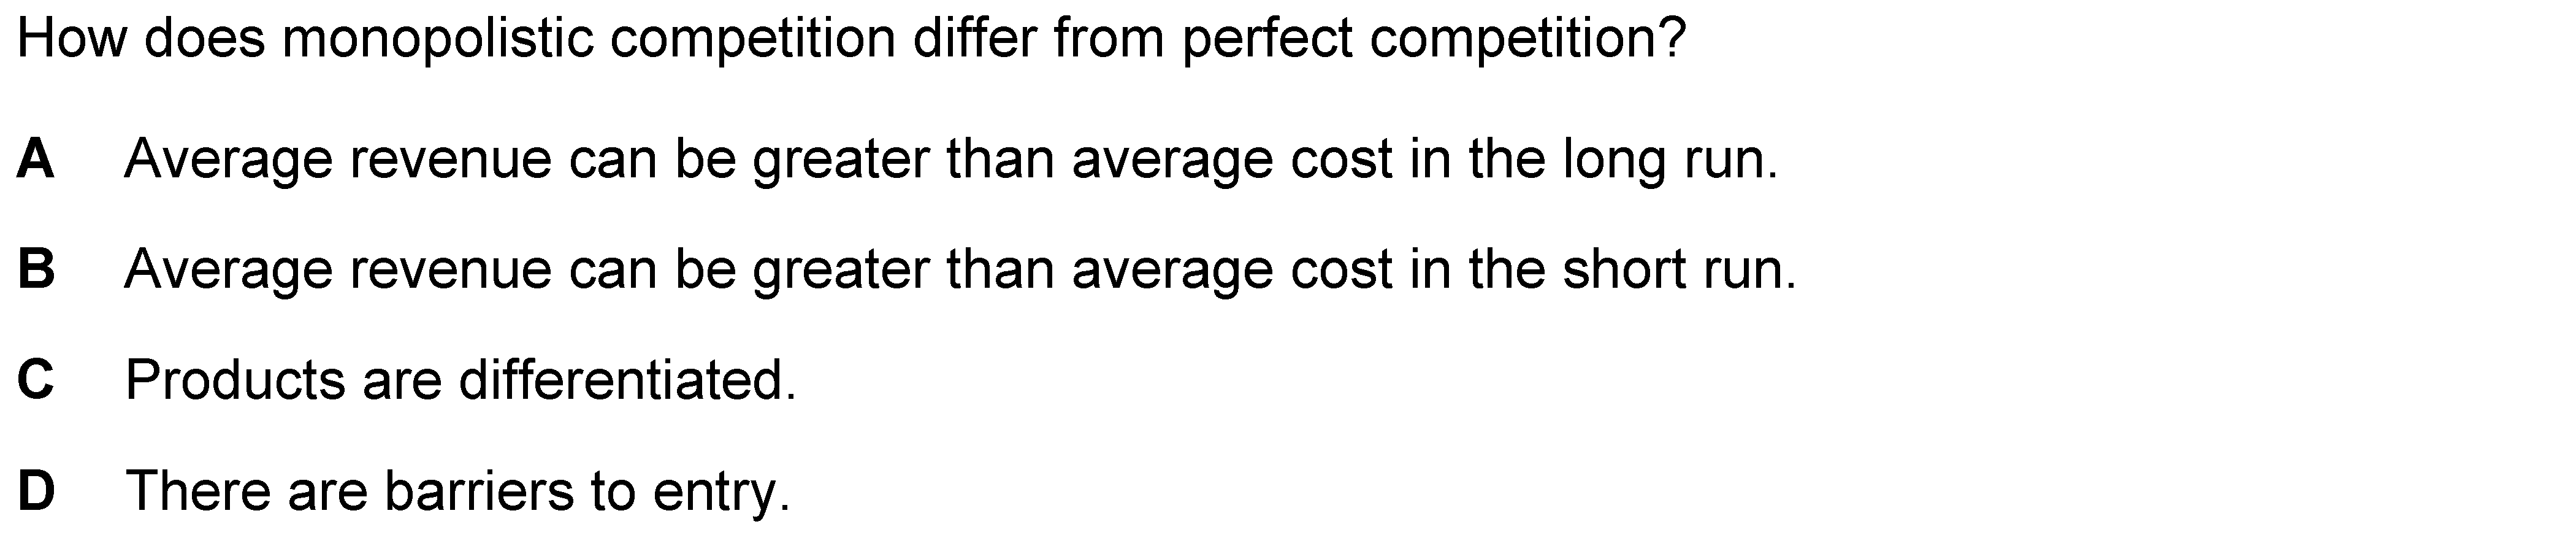 How does monopolistic competition differ from perfect competition?
A Average revenue can be greater than average cost in the long run.
B Average revenue can be greater than average cost in the short run.
C Products are differentiated.
D There are barriers to entry.